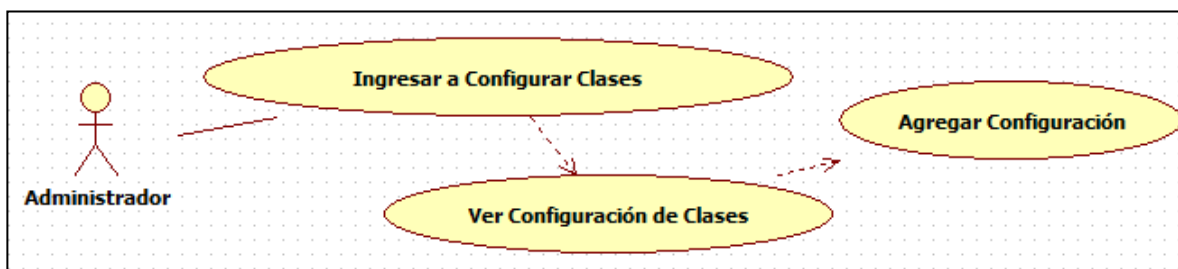 Ingresar a Configurar Clases
Agregar Configuración
Administrador
Ver Configuración de Clases